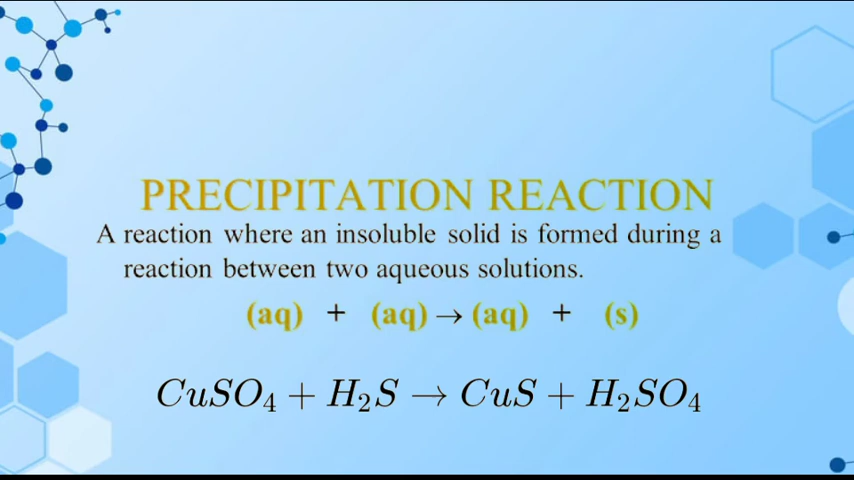 PRECIPITATION REACTION
A reaction where an insoluble solid is formed during a
reaction between two aqueous solutions.
(aq) + (aq) → (aq) + (s)
CuSO₄ + H₂S → CuS + H₂SO₄